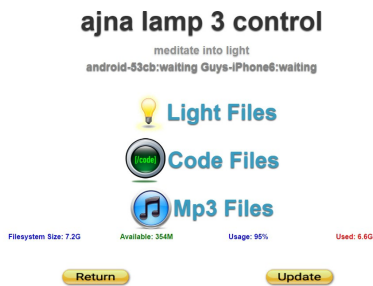 ajna lamp 3 control
meditate into light
android-53cb:waiting Guys-iPhone6:waiting
Light Files
[/code] Code Files
Mp3 Files
Filesystem Size: 7.2G Available: 354M Usage: 95% Used: 6.6G
Return Update